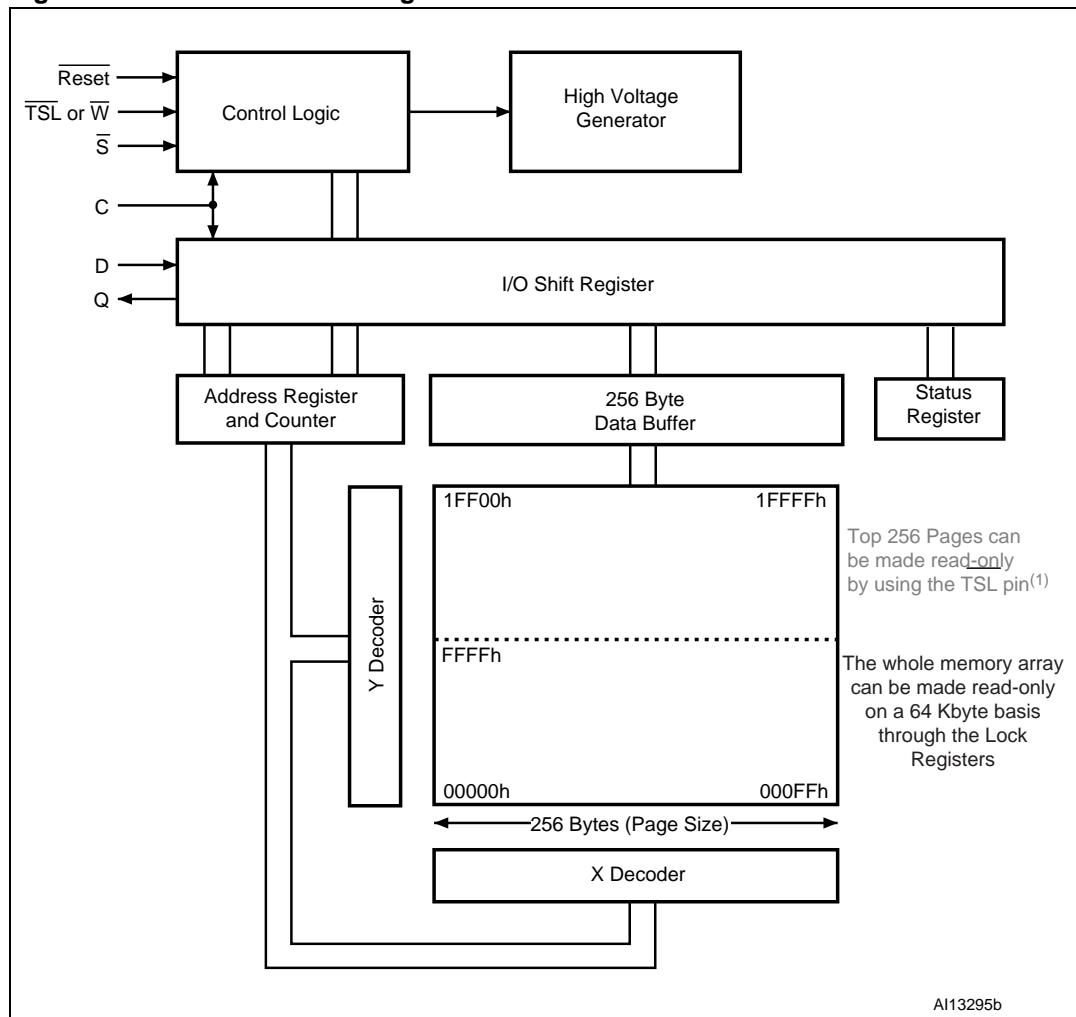 Reset
TSL or W
S
C
D
Q
Control Logic
High Voltage
Generator
I/O Shift Register
Address Register
and Counter
256 Byte
Data Buffer
Status
Register
Y Decoder
1FF00h
1FFFFh
Top 256 Pages can
be made read-only
by using the TSL pin(1)
FFFFh
The whole memory array
can be made read-only
on a 64 Kbyte basis
through the Lock
Registers
00000h
000FFh
256 Bytes (Page Size)
X Decoder
AI13295b